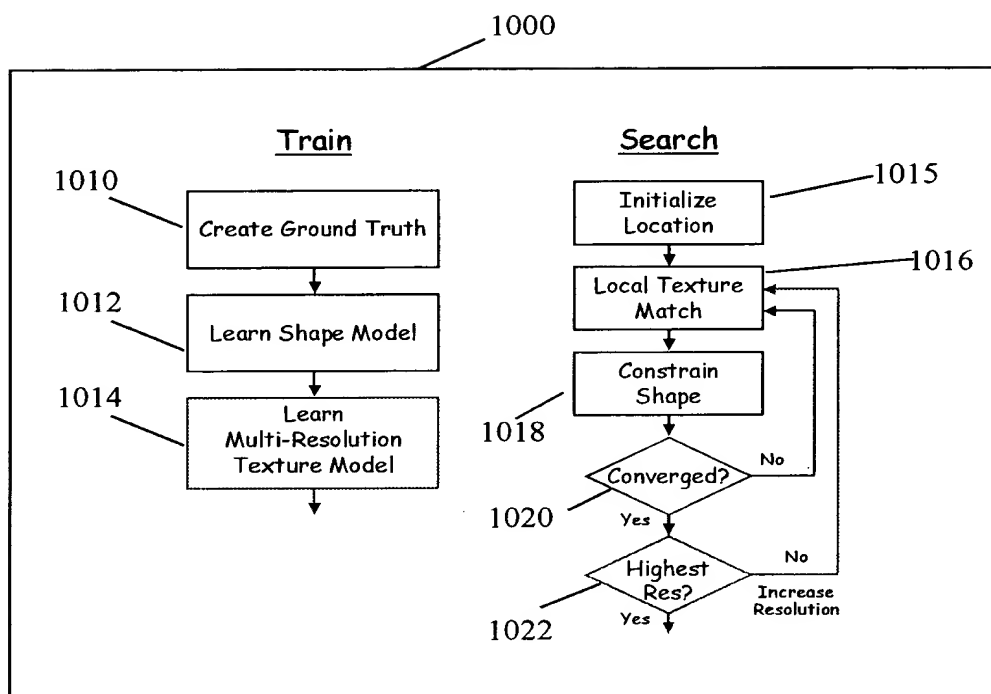 1000
Train
1010
Create Ground Truth
1012
Learn Shape Model
1014
Learn
Multi-Resolution
Texture Model
Search
1015
Initialize
Location
1016
Local Texture
Match
Constrain
Shape
1018
Converged?
No
1020
Yes
Highest
Res?
No
Increase
Resolution
1022
Yes